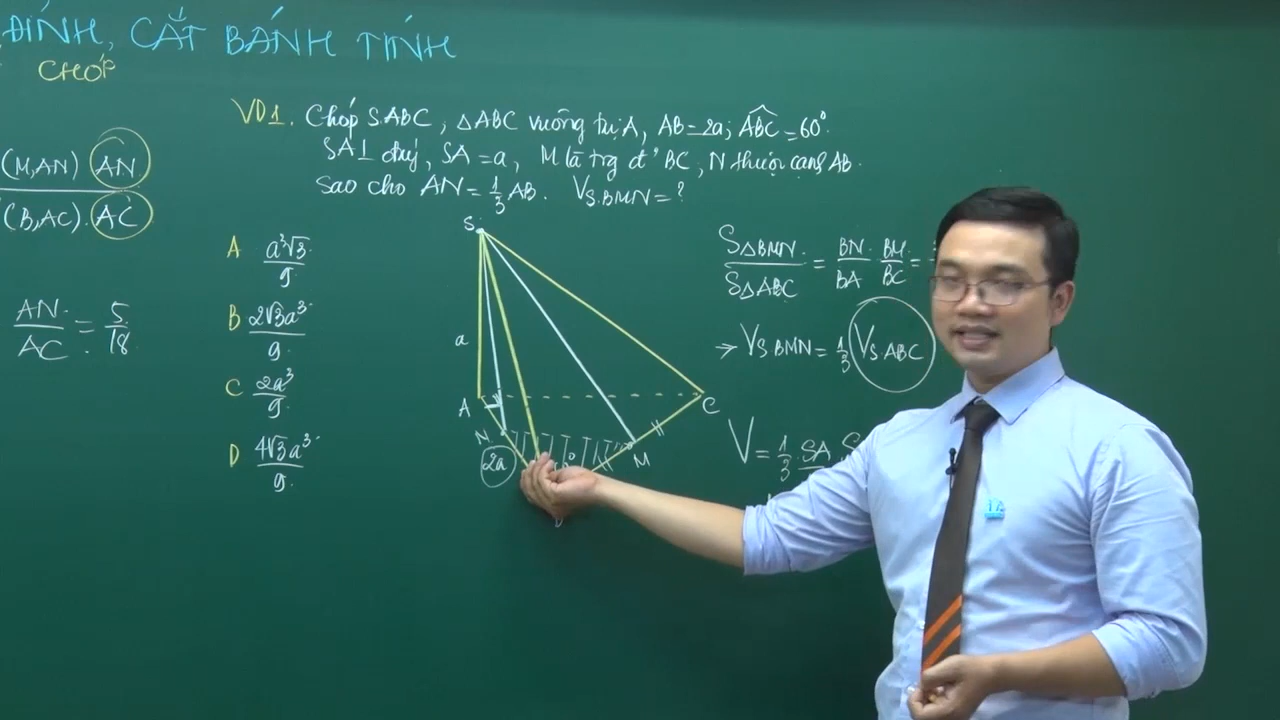 ĐỈNH, CẮT BÁNH TÍNH
CHÓP
(M,AN) AN
(B,AC). AC
AN = 5
AC 18
VD1. Chóp S.ABC, △ABC vuông tại A, AB=2a; ABC=60°.
SA⊥ đáy, SA=a, M là trg đ' BC, N thuộc cạnh AB.
Sao cho AN=1/3 AB. VS.BMN=?
A a³√3/9
B 2√3a³/9
C 2a³/9
D 4√3a³/9
S
a
A
C
N
M
2a
S△BMN/S△ABC = BN/BA . BM/BC =
→ VS.BMN = 1/3 VS.ABC
V = 1/3 . SA . S